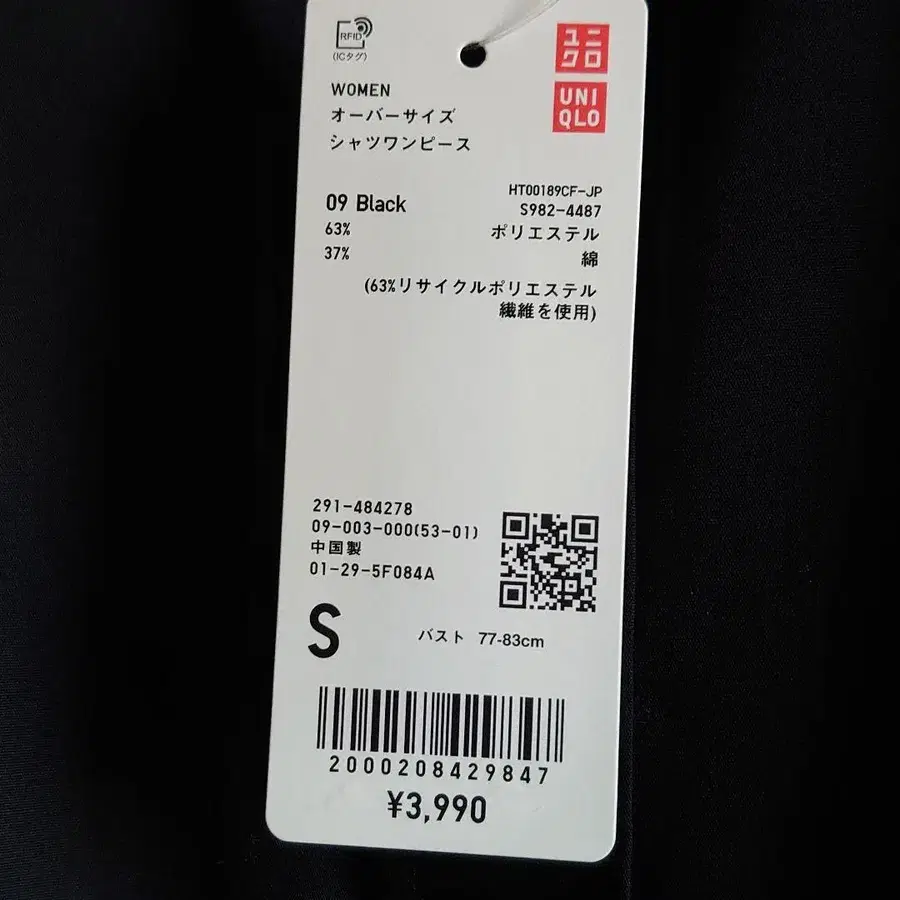 RFID
(ICタグ)
ユニ
クロ
UNI
QLO
WOMEN
オーバーサイズ
シャツワンピース
HT00189CF-JP
09 Black
S982-4487
63% ポリエステル
37% 綿
(63%リサイクルポリエステル
繊維を使用)
291-484278
09-003-000(53-01)
中国製
01-29-5F084A
S
バスト 77-83cm
2000208429847
¥3,990